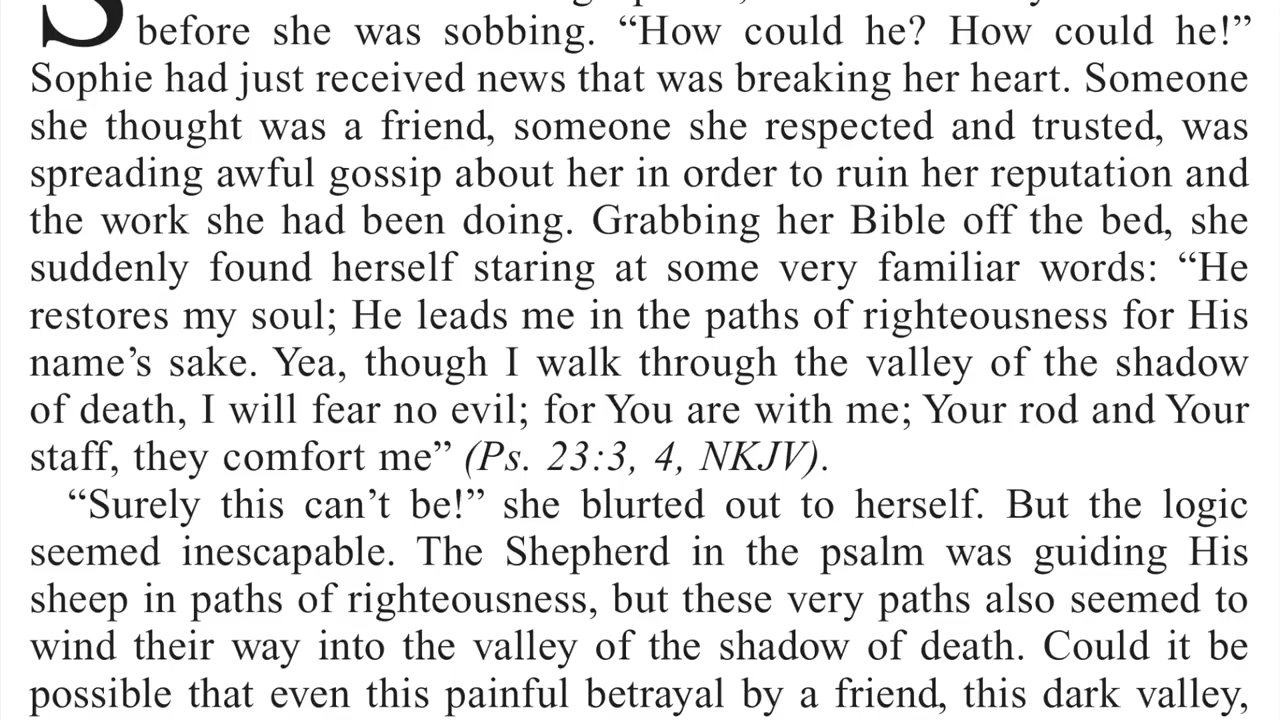 S
before she was sobbing. “How could he? How could he!”
Sophie had just received news that was breaking her heart. Someone
she thought was a friend, someone she respected and trusted, was
spreading awful gossip about her in order to ruin her reputation and
the work she had been doing. Grabbing her Bible off the bed, she
suddenly found herself staring at some very familiar words: “He
restores my soul; He leads me in the paths of righteousness for His
name’s sake. Yea, though I walk through the valley of the shadow
of death, I will fear no evil; for You are with me; Your rod and Your
staff, they comfort me” (Ps. 23:3, 4, NKJV).
“Surely this can’t be!” she blurted out to herself. But the logic
seemed inescapable. The Shepherd in the psalm was guiding His
sheep in paths of righteousness, but these very paths also seemed to
wind their way into the valley of the shadow of death. Could it be
possible that even this painful betrayal by a friend, this dark valley,